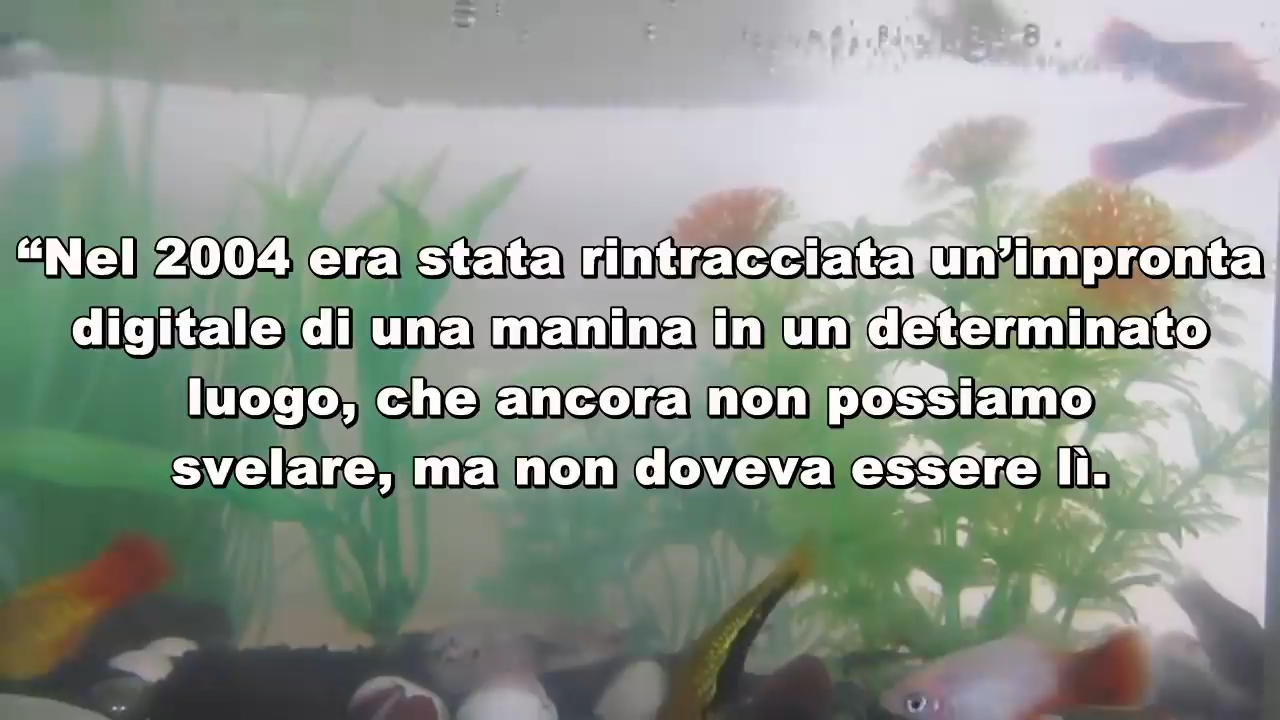 “Nel 2004 era stata rintracciata un’impronta
digitale di una manina in un determinato
luogo, che ancora non possiamo
svelare, ma non doveva essere lì.